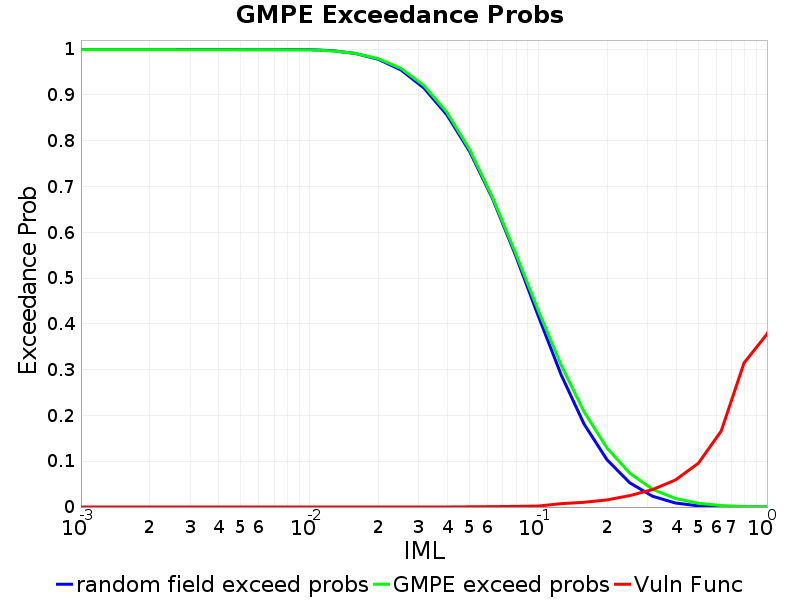 GMPE Exceedance Probs
Exceedance Prob
1
0.9
0.8
0.7
0.6
0.5
0.4
0.3
0.2
0.1
0
10^-3 2 3 4 5 6 10^-2 2 3 4 5 6 10^-1 2 3 4 5 6 7 10^0
IML
random field exceed probs GMPE exceed probs Vuln Func